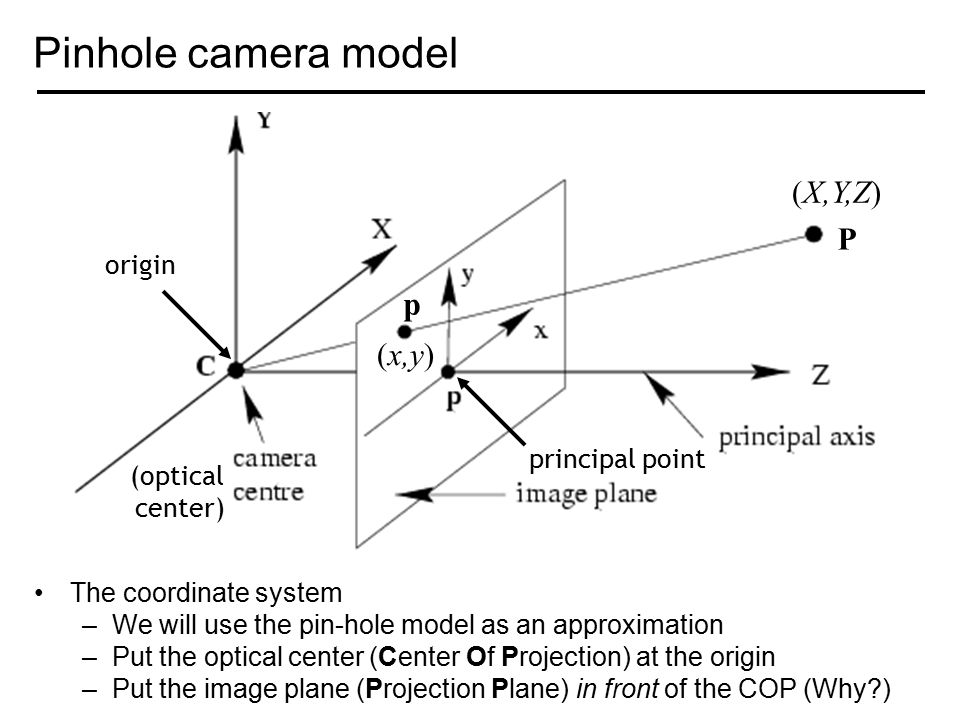 Pinhole camera model
Y
(X,Y,Z)
X
P
origin
y
p
x
(x,y)
C
Z
p
principal axis
camera
centre
principal point
(optical
center)
image plane
• The coordinate system
– We will use the pin-hole model as an approximation
– Put the optical center (Center Of Projection) at the origin
– Put the image plane (Projection Plane) in front of the COP (Why?)